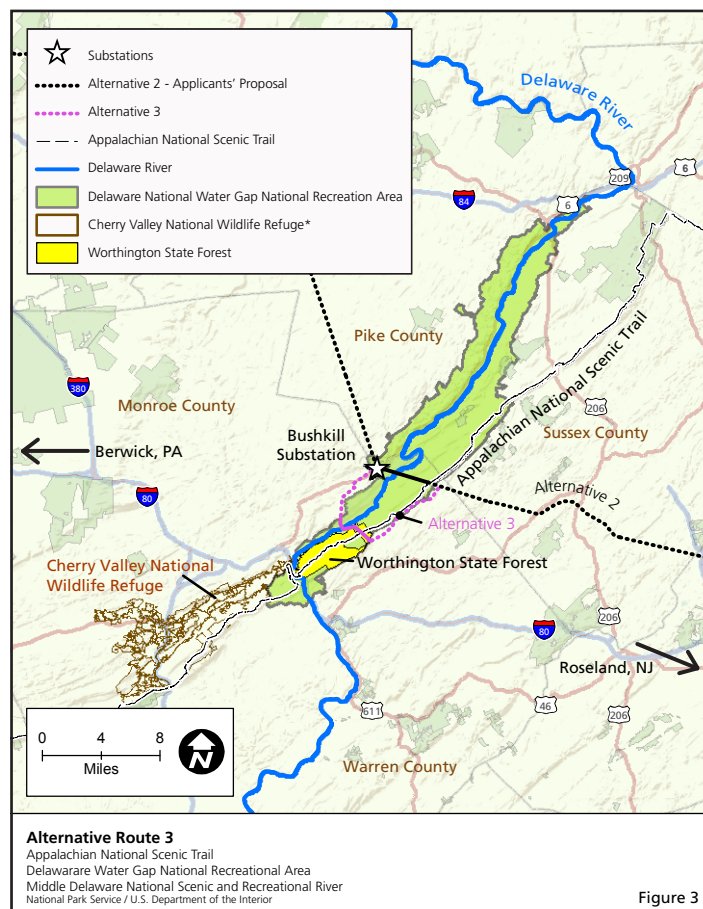 Substations
Alternative 2 - Applicants' Proposal
Alternative 3
Appalachian National Scenic Trail
Delaware River
Delaware National Water Gap National Recreation Area
Cherry Valley National Wildlife Refuge*
Worthington State Forest
Delaware River
6
209
6
84
Pike County
380
Monroe County
Appalachian National Scenic Trail
206
Bushkill
Substation
Sussex County
Berwick, PA
80
Alternative 2
Alternative 3
Cherry Valley National
Wildlife Refuge
Worthington State Forest
206
80
Roseland, NJ
611
46
206
0 4 8
Miles
N
Warren County
Alternative Route 3
Appalachian National Scenic Trail
Delawarare Water Gap National Recreational Area
Middle Delaware National Scenic and Recreational River
National Park Service / U.S. Department of the Interior
Figure 3